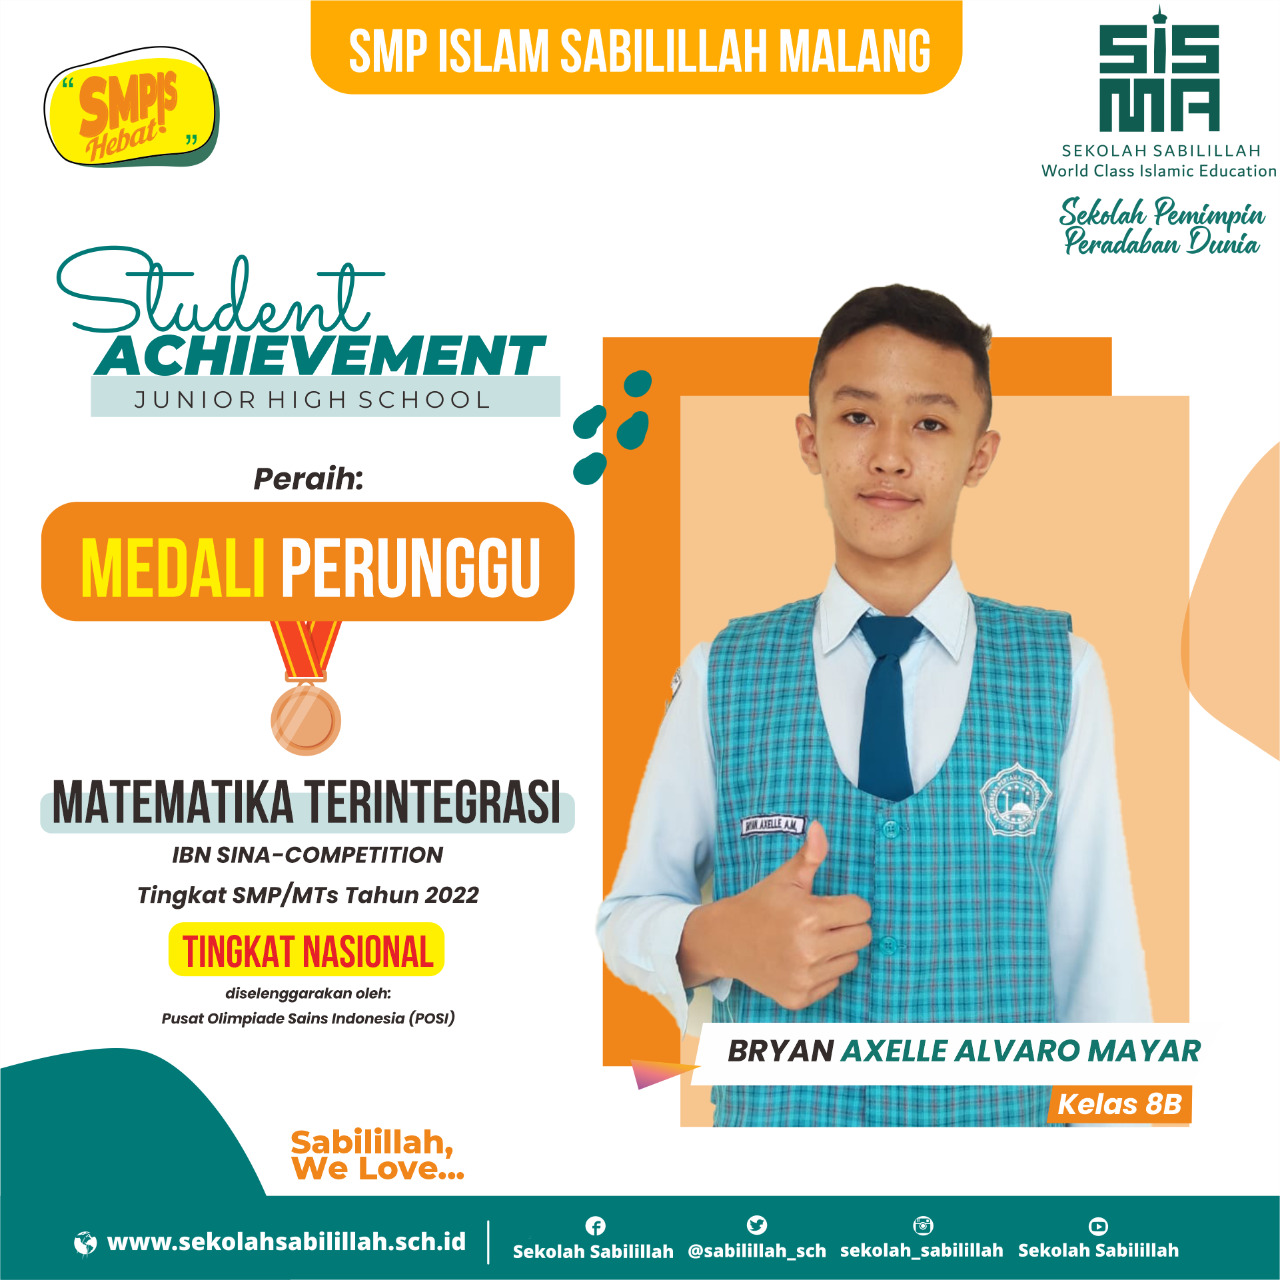 SMP ISLAM SABILILLAH MALANG
“SMPIS
Hebat!”
SISMA
SEKOLAH SABILILLAH
World Class Islamic Education
Sekolah Pemimpin
Peradaban Dunia
Student
ACHIEVEMENT
JUNIOR HIGH SCHOOL
Peraih:
MEDALI PERUNGGU
MATEMATIKA TERINTEGRASI
IBN SINA-COMPETITION
Tingkat SMP/MTs Tahun 2022
TINGKAT NASIONAL
diselenggarakan oleh:
Pusat Olimpiade Sains Indonesia (POSI)
BRYAN AXELLE A.M.
BRYAN AXELLE ALVARO MAYAR
Kelas 8B
Sabilillah,
We Love...
www.sekolahsabilillah.sch.id
Sekolah Sabilillah @sabilillah_sch sekolah_sabilillah Sekolah Sabilillah